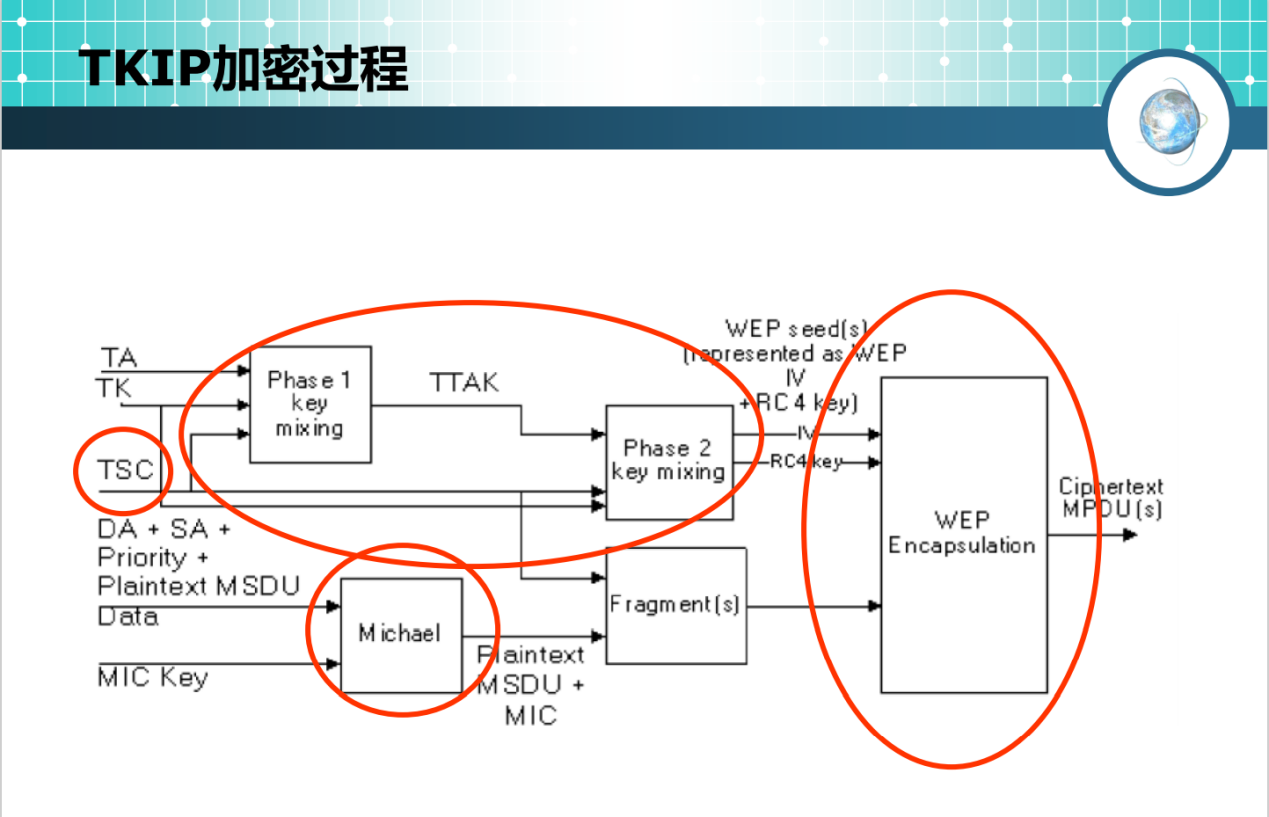 TKIP加密过程
TA
TK
TSC
DA + SA +
Priority +
Plaintext MSDU
Data
MIC Key
Phase 1
key
mixing
TTAK
Phase 2
key mixing
WEP seed(s)
(represented as WEP
IV
+ RC4 key)
IV
RC4 key
Michael
Plaintext
MSDU +
MIC
Fragment(s)
WEP
Encapsulation
Ciphertext
MPDU(s)